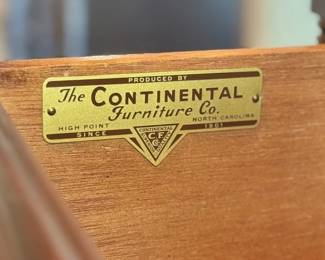 PRODUCED BY
The CONTINENTAL
Furniture Co.
HIGH POINT NORTH CAROLINA
SINCE 1901
CONTINENTAL
C F
C